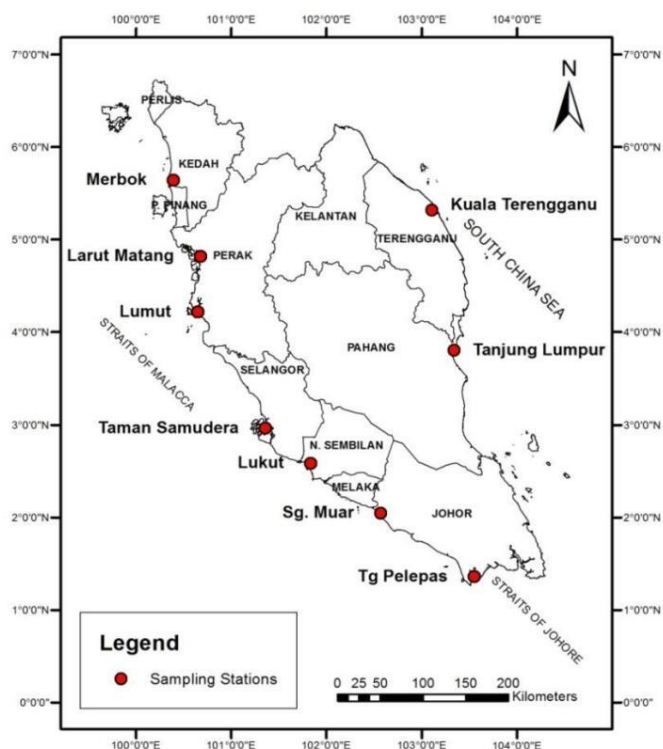 100°0'0"E 101°0'0"E 102°0'0"E 103°0'0"E 104°0'0"E
7°0'0"N
7°0'0"N
N
PERLIS
6°0'0"N
6°0'0"N
KEDAH
Merbok
P. PINANG
Kuala Terengganu
KELANTAN
TERENGGANU
SOUTH CHINA SEA
5°0'0"N
5°0'0"N
Larut Matang
PERAK
Lumut
4°0'0"N
4°0'0"N
STRAITS OF MALACCA
PAHANG
Tanjung Lumpur
SELANGOR
3°0'0"N
3°0'0"N
Taman Samudera
N. SEMBILAN
Lukut
MELAKA
Sg. Muar
JOHOR
2°0'0"N
2°0'0"N
Tg Pelepas
STRAITS OF JOHORE
1°0'0"N
1°0'0"N
Legend
Sampling Stations
0 25 50 100 150 200
Kilometers
0°0'0"
0°0'0"
100°0'0"E 101°0'0"E 102°0'0"E 103°0'0"E 104°0'0"E